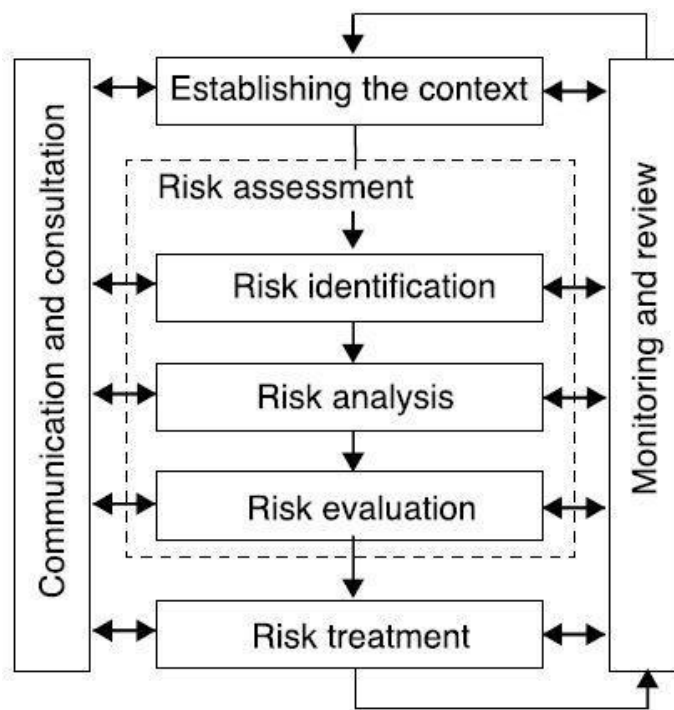 Establishing the context
Communication and consultation
Risk assessment
Risk identification
Risk analysis
Risk evaluation
Risk treatment
Monitoring and review